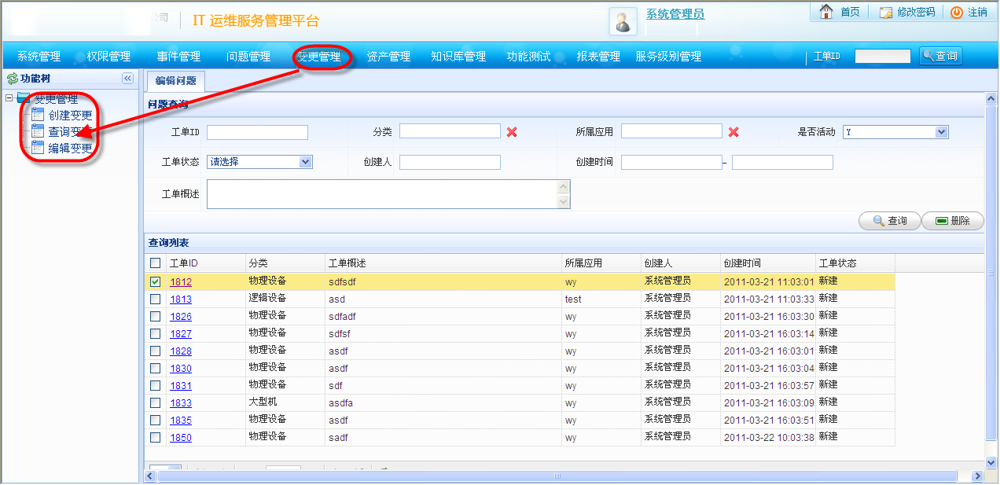 司
IT 运维服务管理平台
系统管理员
首页 修改密码 注销
系统管理 权限管理 事件管理 问题管理 变更管理 资产管理 知识库管理 功能测试 报表管理 服务级别管理 工单ID 查询
功能树
变更管理
创建变更
查询变更
编辑变更
编辑问题
问题查询
工单ID 分类 所属应用 是否活动 Y
工单状态 请选择 创建人 创建时间 -
工单概述
查询 删除
查询列表
工单ID 分类 工单概述 所属应用 创建人 创建时间 工单状态
1812 物理设备 sdfsdf wy 系统管理员 2011-03-21 11:03:01 新建
1813 逻辑设备 asd test 系统管理员 2011-03-21 11:03:33 新建
1826 物理设备 sdfadf wy 系统管理员 2011-03-21 16:03:30 新建
1827 物理设备 sdfsf wy 系统管理员 2011-03-21 16:03:14 新建
1828 物理设备 asdf wy 系统管理员 2011-03-21 16:03:01 新建
1830 物理设备 asdf wy 系统管理员 2011-03-21 16:03:04 新建
1831 物理设备 sdf wy 系统管理员 2011-03-21 16:03:57 新建
1833 大型机 asdfa wy 系统管理员 2011-03-21 16:03:09 新建
1835 物理设备 asdf wy 系统管理员 2011-03-21 16:03:51 新建
1850 物理设备 sadf wy 系统管理员 2011-03-22 10:03:38 新建